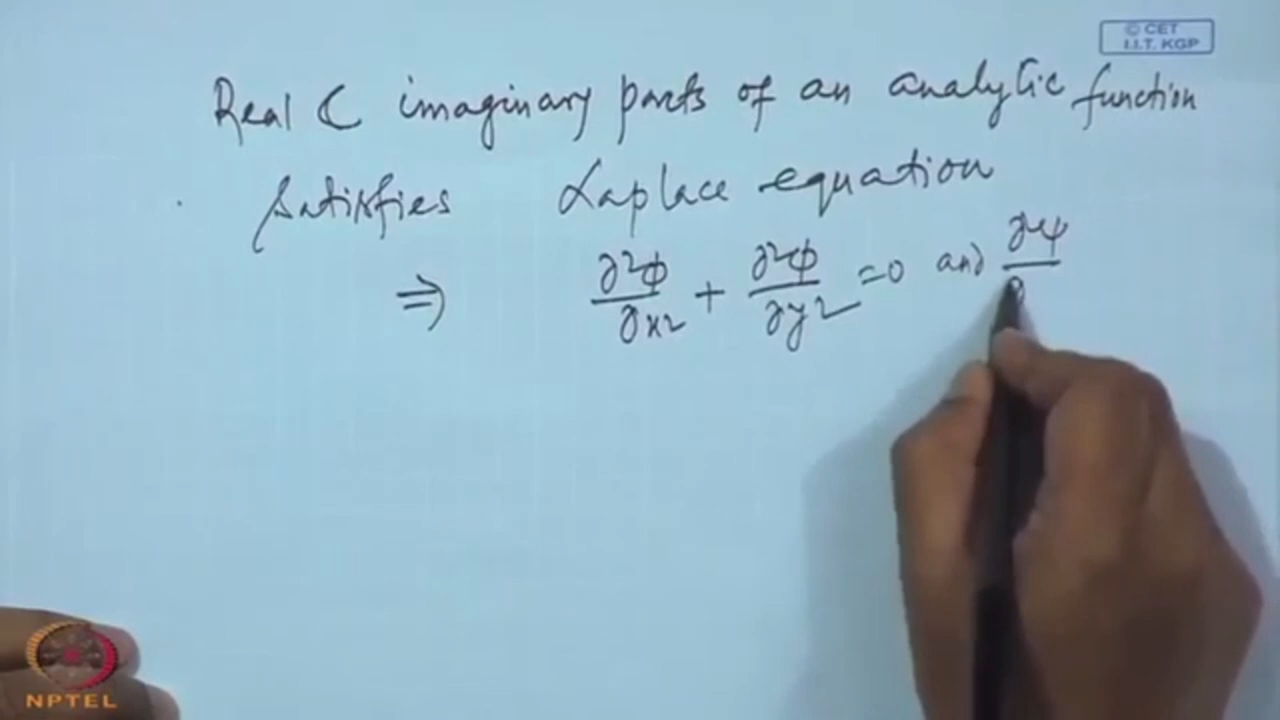 © CET
I.I.T. KGP
Real & imaginary parts of an analytic function
satisfies Laplace equation
⇒ ∂²φ/∂x² + ∂²φ/∂y² = 0 and ∂²ψ/∂
NPTEL